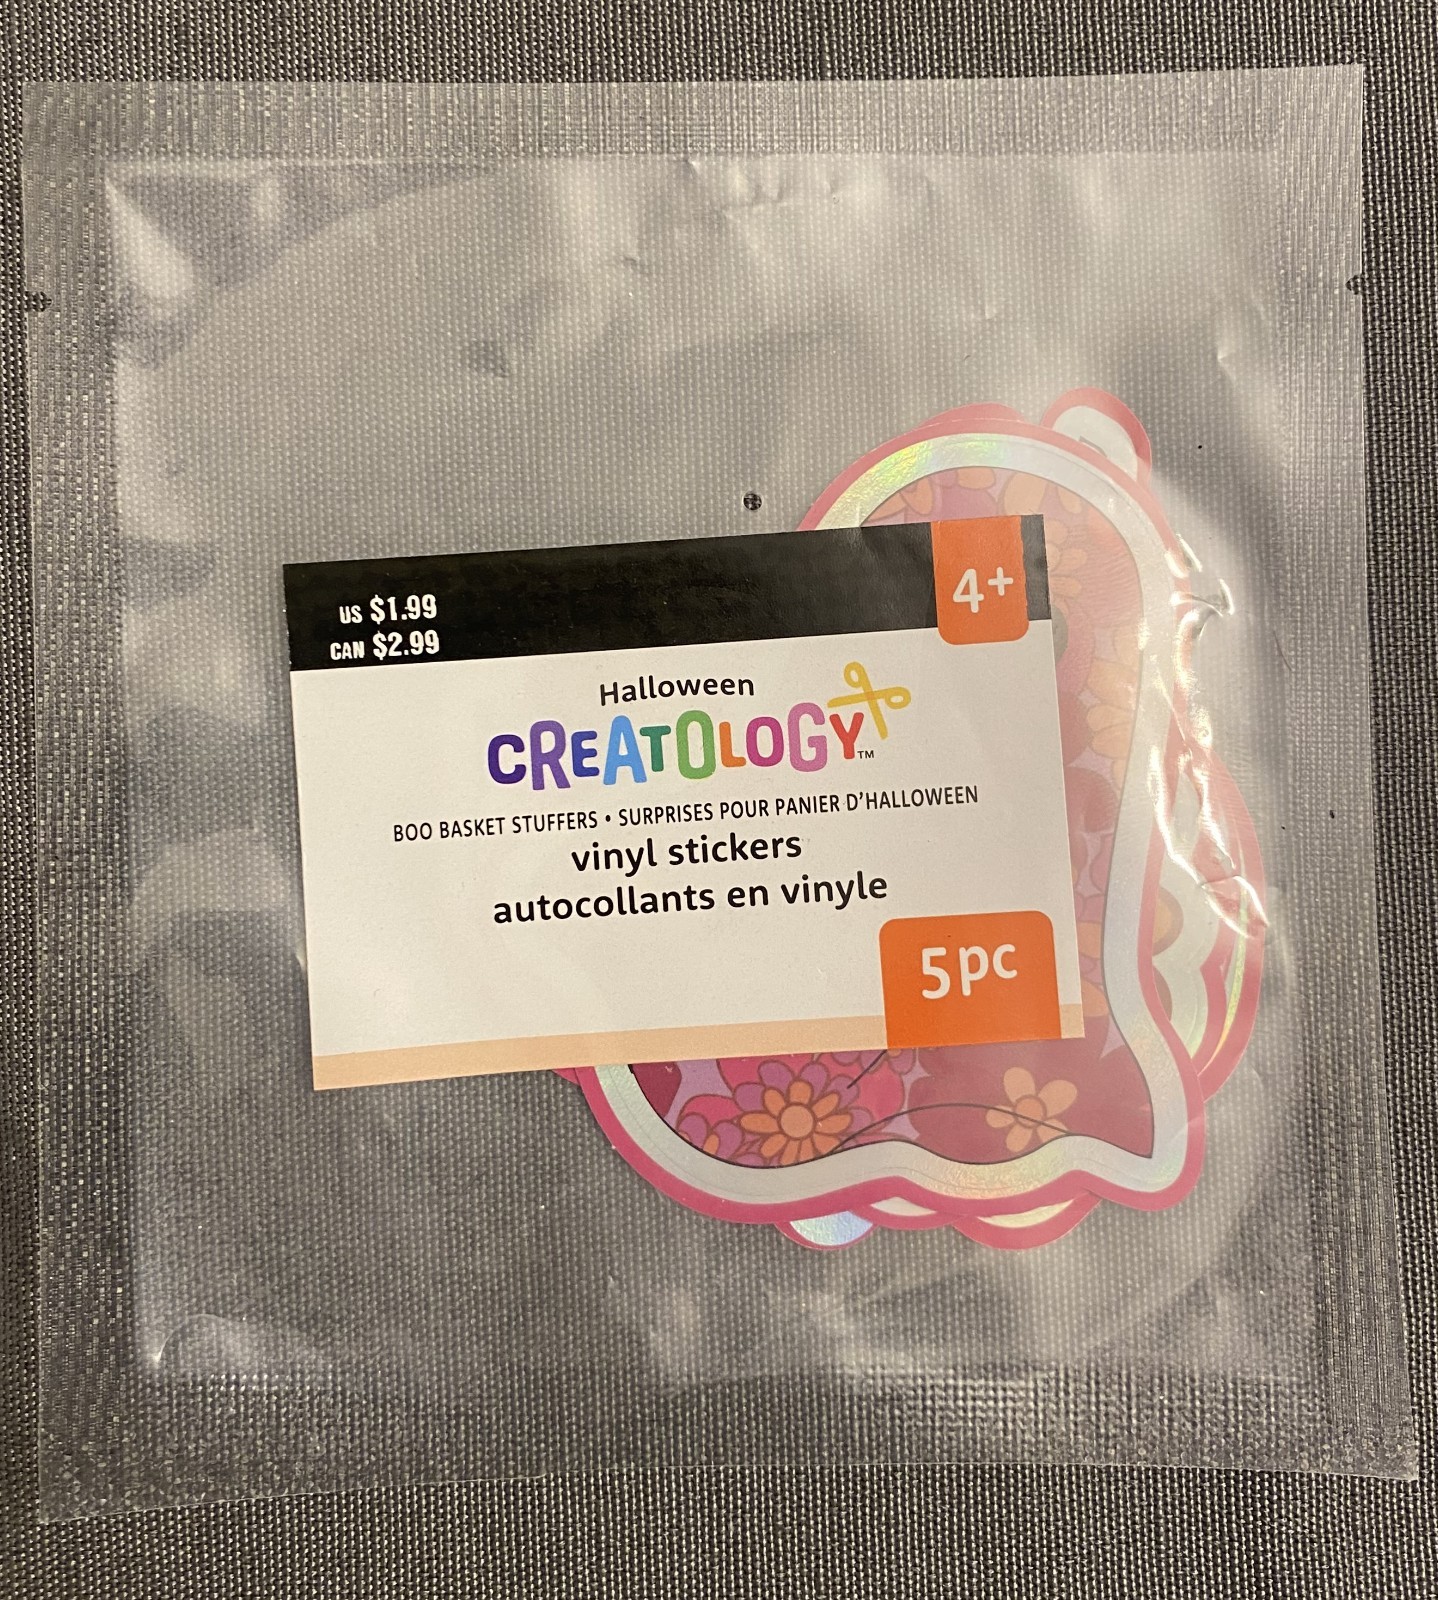 US $1.99
CAN $2.99
4+
Halloween
CREATOLOGY™
BOO BASKET STUFFERS • SURPRISES POUR PANIER D'HALLOWEEN
vinyl stickers
autocollants en vinyle
5pc